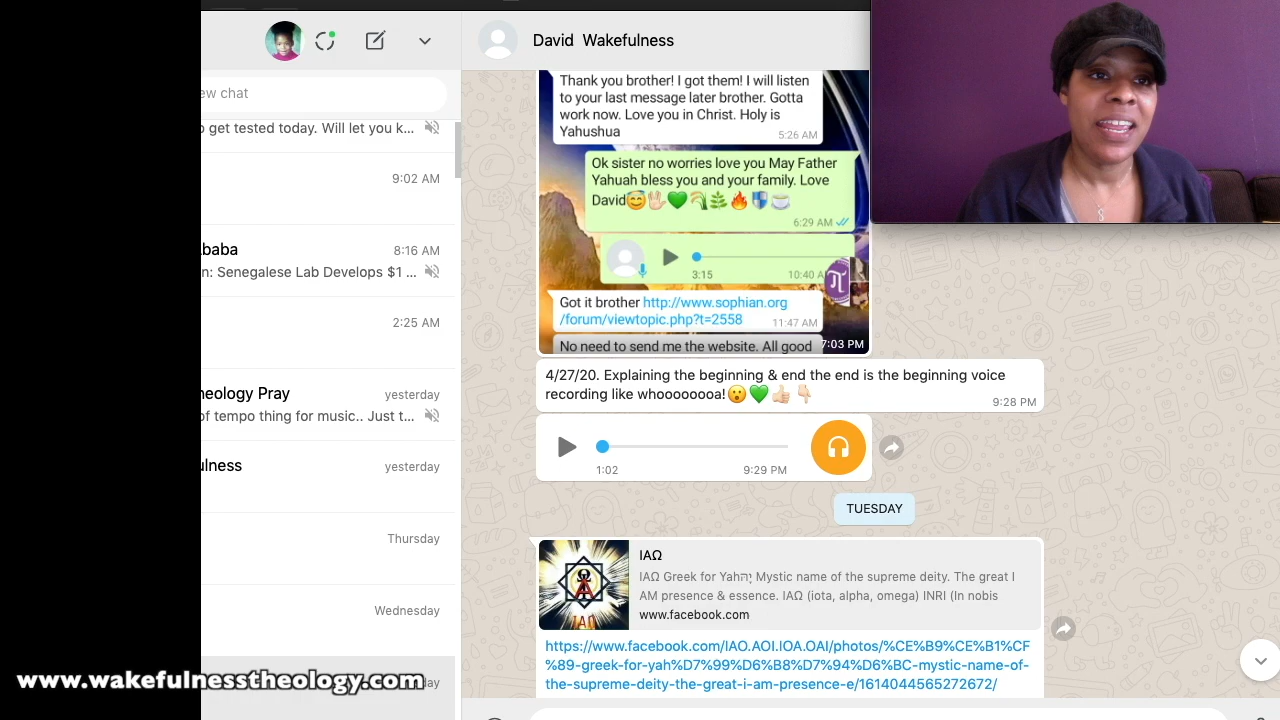 ew chat
o get tested today. Will let you k...
9:02 AM
baba
8:16 AM
n: Senegalese Lab Develops $1 ...
2:25 AM
heology Pray
yesterday
of tempo thing for music.. Just t...
ulness
yesterday
Thursday
Wednesday
day
www.wakefulnesstheology.com
David Wakefulness
Thank you brother! I got them! I will listen
to your last message later brother. Gotta
work now. Love you in Christ. Holy is
Yahushua
5:26 AM
Ok sister no worries love you May Father
Yahuah bless you and your family. Love
David😇🖖🏻💚🌾🌿🔥🛡️☕
6:29 AM
3:15
10:40 A
Got it brother http://www.sophian.org
/forum/viewtopic.php?t=2558
11:47 AM
No need to send me the website. All good
7:03 PM
4/27/20. Explaining the beginning & end the end is the beginning voice
recording like whoooooooa!😮💚👍🏻👇🏻
9:28 PM
1:02
9:29 PM
TUESDAY
ΙΑΩ
ΙΑΩ Greek for Yahיָהּ Mystic name of the supreme deity. The great I
AM presence & essence. ΙΑΩ (iota, alpha, omega) INRI (In nobis
www.facebook.com
https://www.facebook.com/IAO.AOI.IOA.OAI/photos/%CE%B9%CE%B1%CF
%89-greek-for-yah%D7%99%D6%B8%D7%94%D6%BC-mystic-name-of-
the-supreme-deity-the-great-i-am-presence-e/1614044565272672/